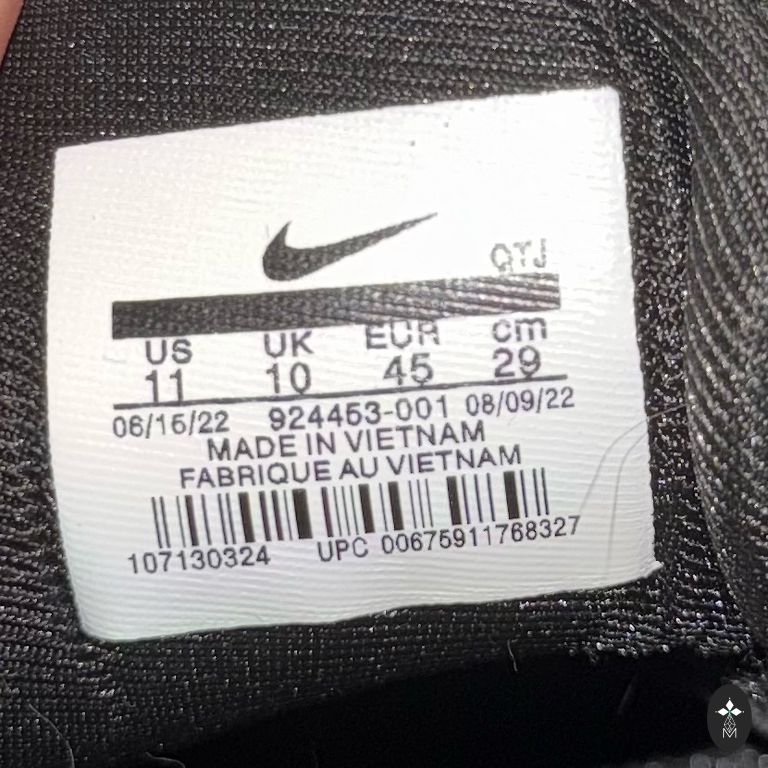 QTJ
US UK EUR cm
11 10 45 29
06/15/22 924453-001 08/09/22
MADE IN VIETNAM
FABRIQUE AU VIETNAM
107130324 UPC 00675911768327
M